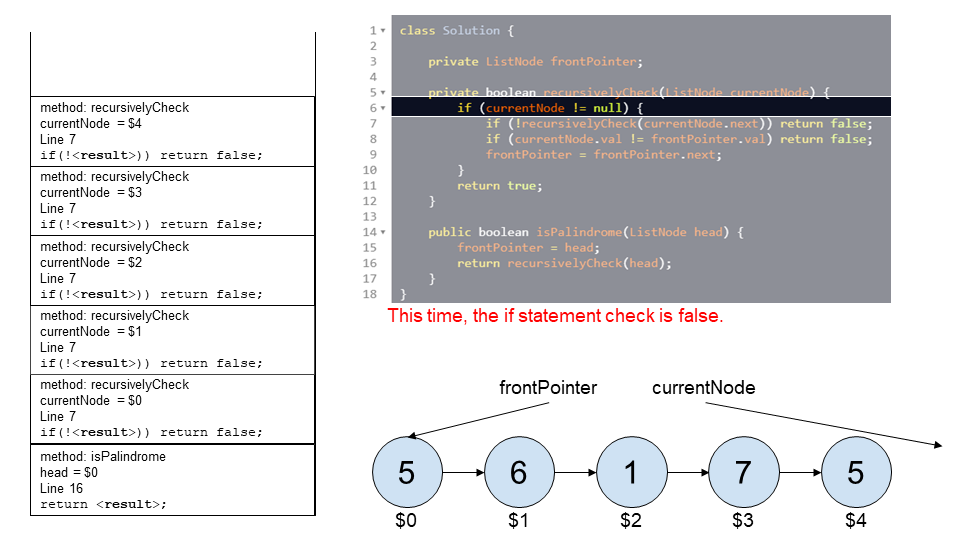 method: recursivelyCheck
currentNode = $4
Line 7
if(!<result>)) return false;
method: recursivelyCheck
currentNode = $3
Line 7
if(!<result>)) return false;
method: recursivelyCheck
currentNode = $2
Line 7
if(!<result>)) return false;
method: recursivelyCheck
currentNode = $1
Line 7
if(!<result>)) return false;
method: recursivelyCheck
currentNode = $0
Line 7
if(!<result>)) return false;
method: isPalindrome
head = $0
Line 16
return <result>;
1 class Solution {
2
3 private ListNode frontPointer;
4
5 private boolean recursivelyCheck(ListNode currentNode) {
6 if (currentNode != null) {
7 if (!recursivelyCheck(currentNode.next)) return false;
8 if (currentNode.val != frontPointer.val) return false;
9 frontPointer = frontPointer.next;
10 }
11 return true;
12 }
13
14 public boolean isPalindrome(ListNode head) {
15 frontPointer = head;
16 return recursivelyCheck(head);
17 }
18 }
This time, the if statement check is false.
frontPointer currentNode
5 6 1 7 5
$0 $1 $2 $3 $4